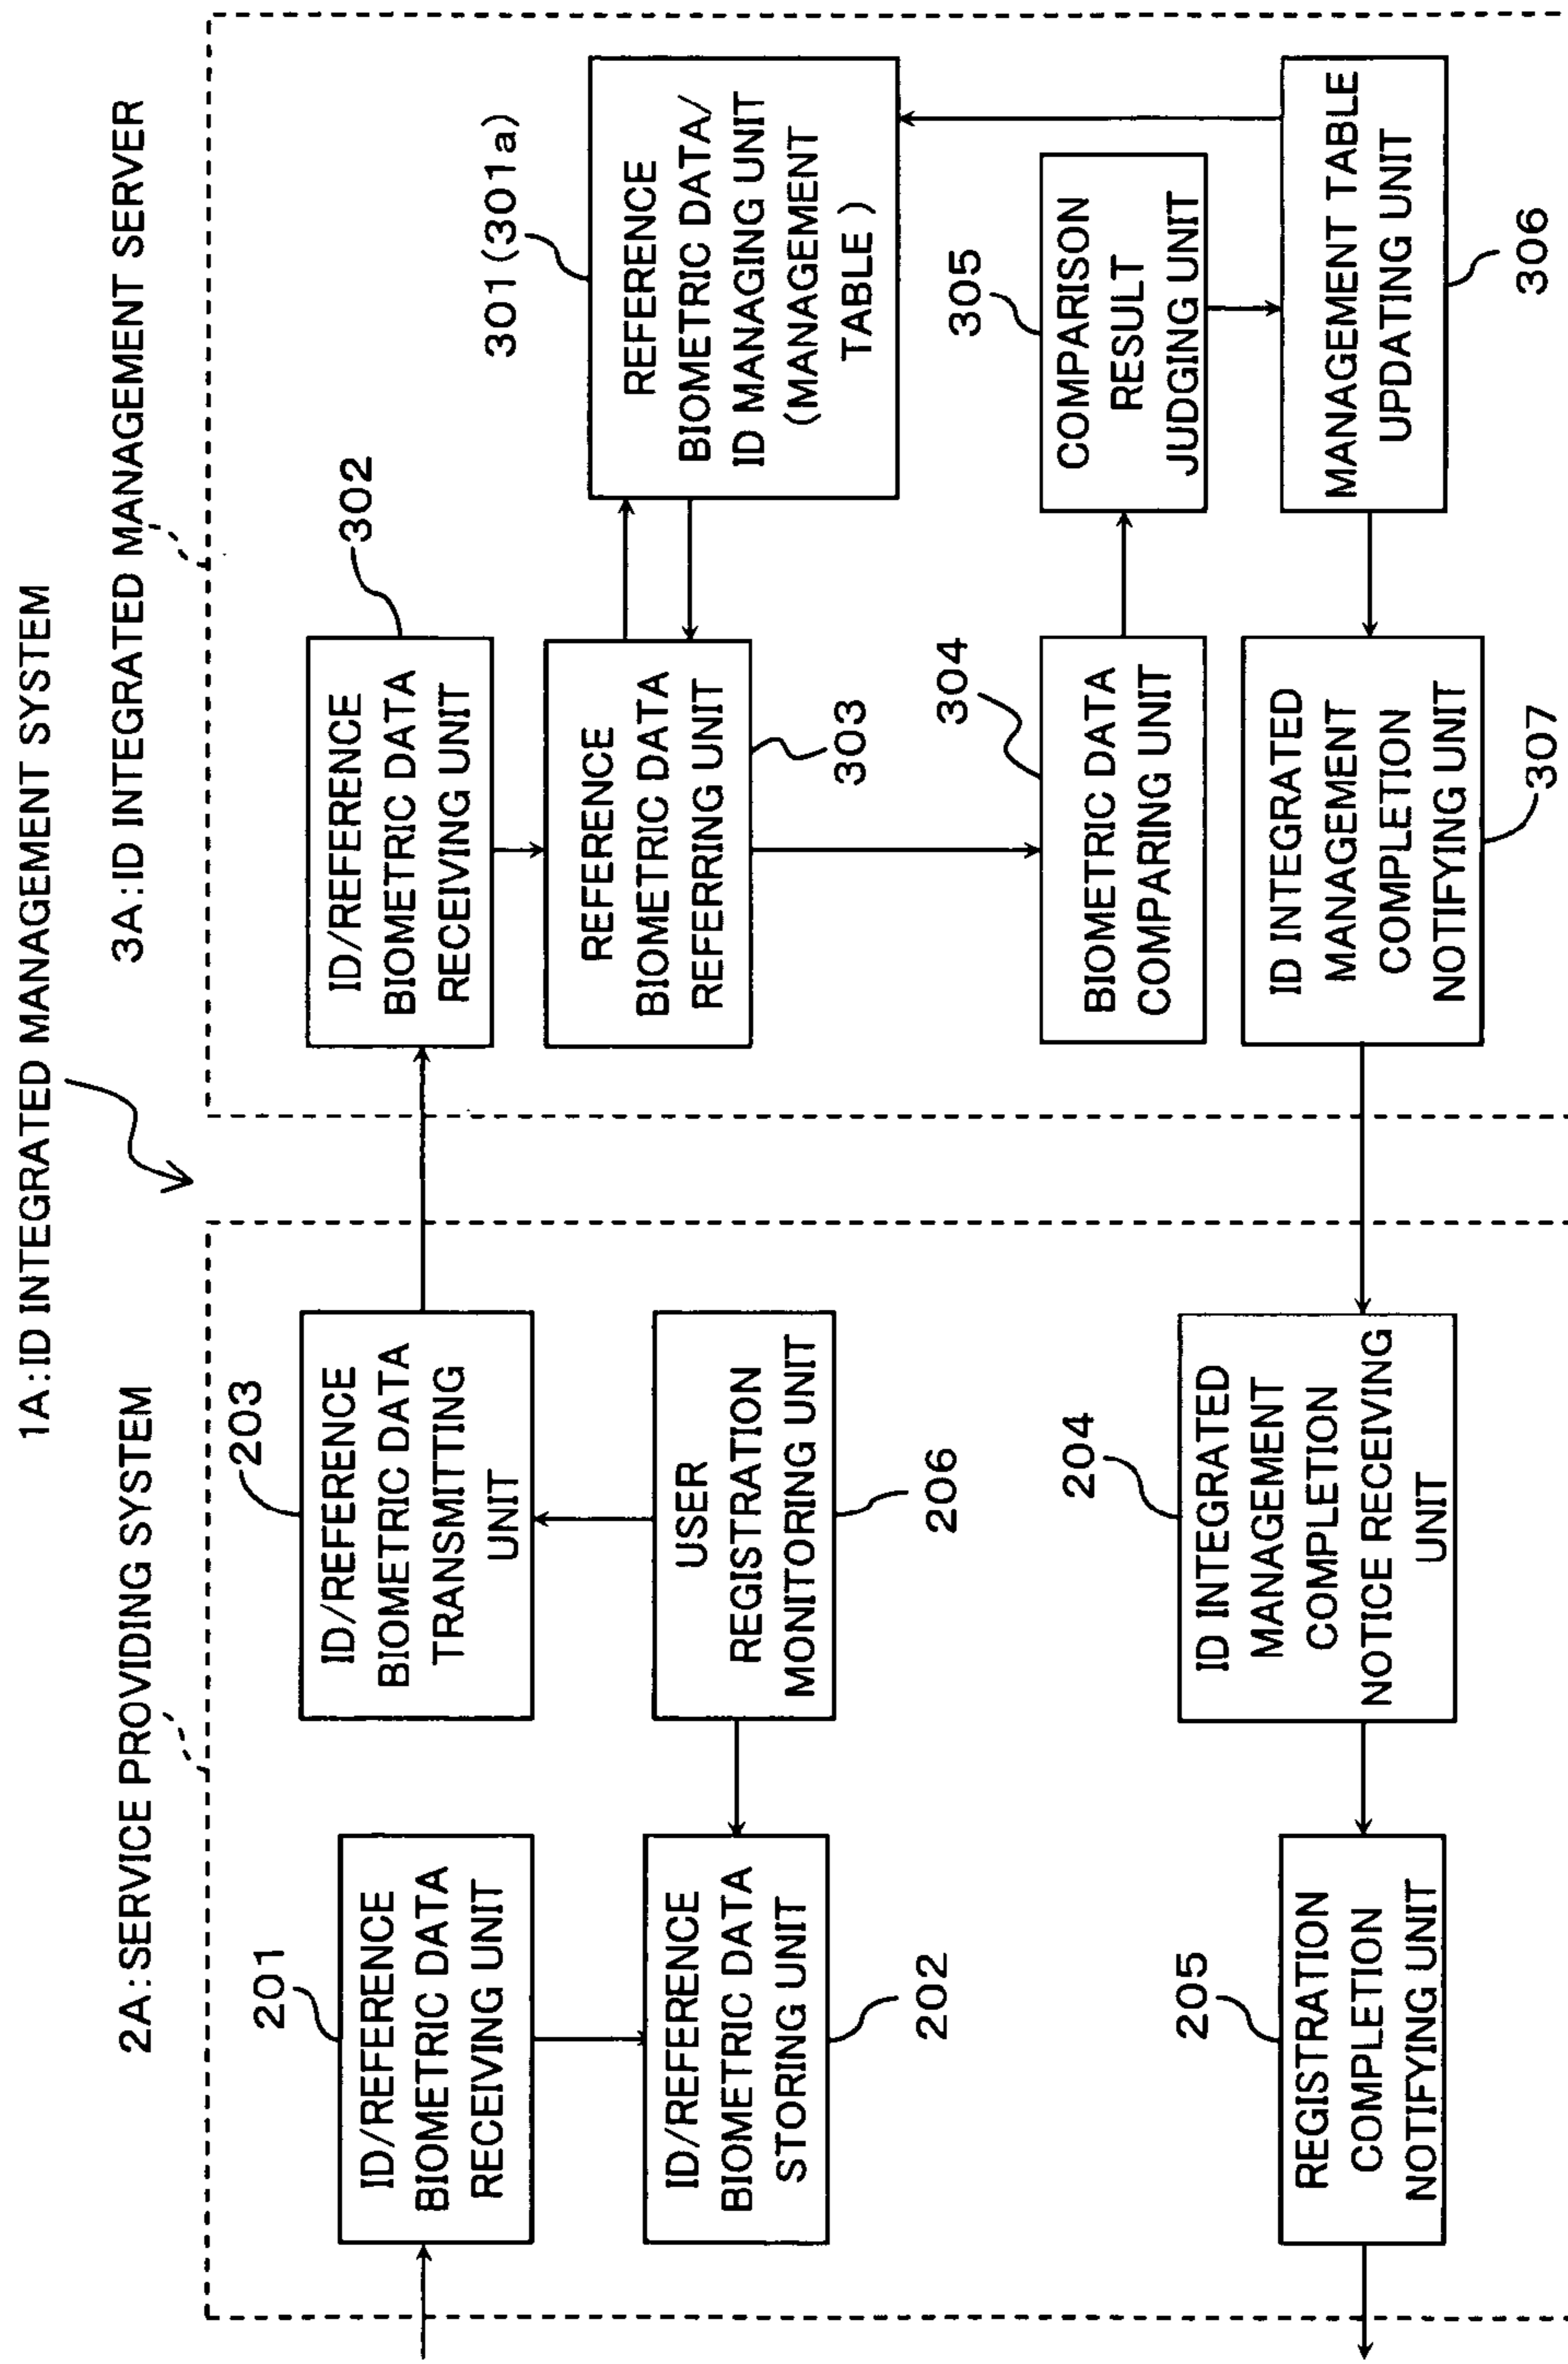 1A:ID INTEGRATED MANAGEMENT SYSTEM
2A:SERVICE PROVIDING SYSTEM
3A:ID INTEGRATED MANAGEMENT SERVER
201
ID/REFERENCE
BIOMETRIC DATA
RECEIVING UNIT
ID/REFERENCE
BIOMETRIC DATA
STORING UNIT
202
203
ID/REFERENCE
BIOMETRIC DATA
TRANSMITTING
UNIT
USER
REGISTRATION
MONITORING UNIT
206
204
ID INTEGRATED
MANAGEMENT
COMPLETION
NOTICE RECEIVING
UNIT
205
REGISTRATION
COMPLETION
NOTIFYING UNIT
302
ID/REFERENCE
BIOMETRIC DATA
RECEIVING UNIT
REFERENCE
BIOMETRIC DATA
REFERRING UNIT
303
301(301a)
REFERENCE
BIOMETRIC DATA/
ID MANAGING UNIT
(MANAGEMENT
TABLE)
304
BIOMETRIC DATA
COMPARING UNIT
305
COMPARISON
RESULT
JUDGING UNIT
MANAGEMENT TABLE
UPDATING UNIT
306
ID INTEGRATED
MANAGEMENT
COMPLETION
NOTIFYING UNIT
307